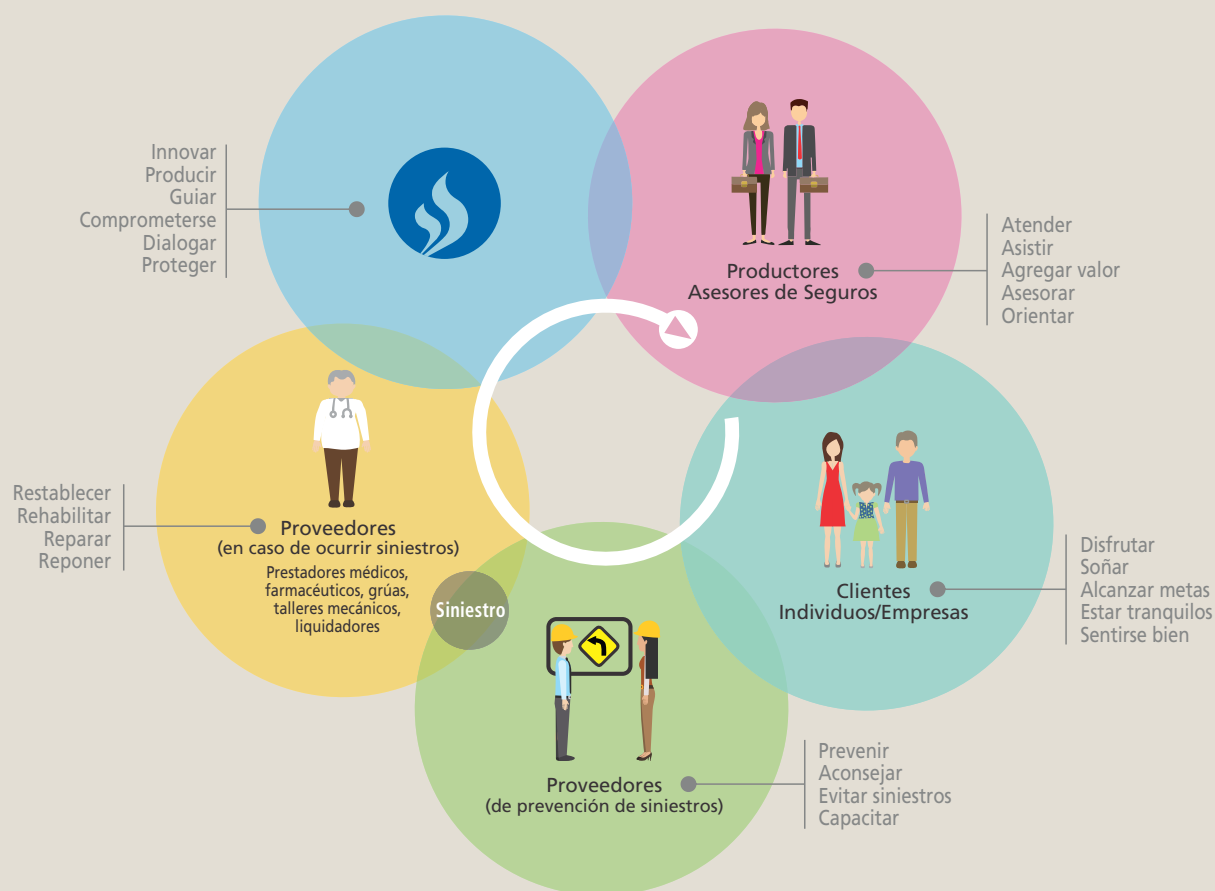 Innovar
Producir
Guiar
Comprometerse
Dialogar
Proteger
Productores
Asesores de Seguros
Atender
Asistir
Agregar valor
Asesorar
Orientar
Clientes
Individuos/Empresas
Disfrutar
Soñar
Alcanzar metas
Estar tranquilos
Sentirse bien
Proveedores
(de prevención de siniestros)
Prevenir
Aconsejar
Evitar siniestros
Capacitar
Siniestro
Proveedores
(en caso de ocurrir siniestros)
Prestadores médicos,
farmacéuticos, grúas,
talleres mecánicos,
liquidadores
Restablecer
Rehabilitar
Reparar
Reponer